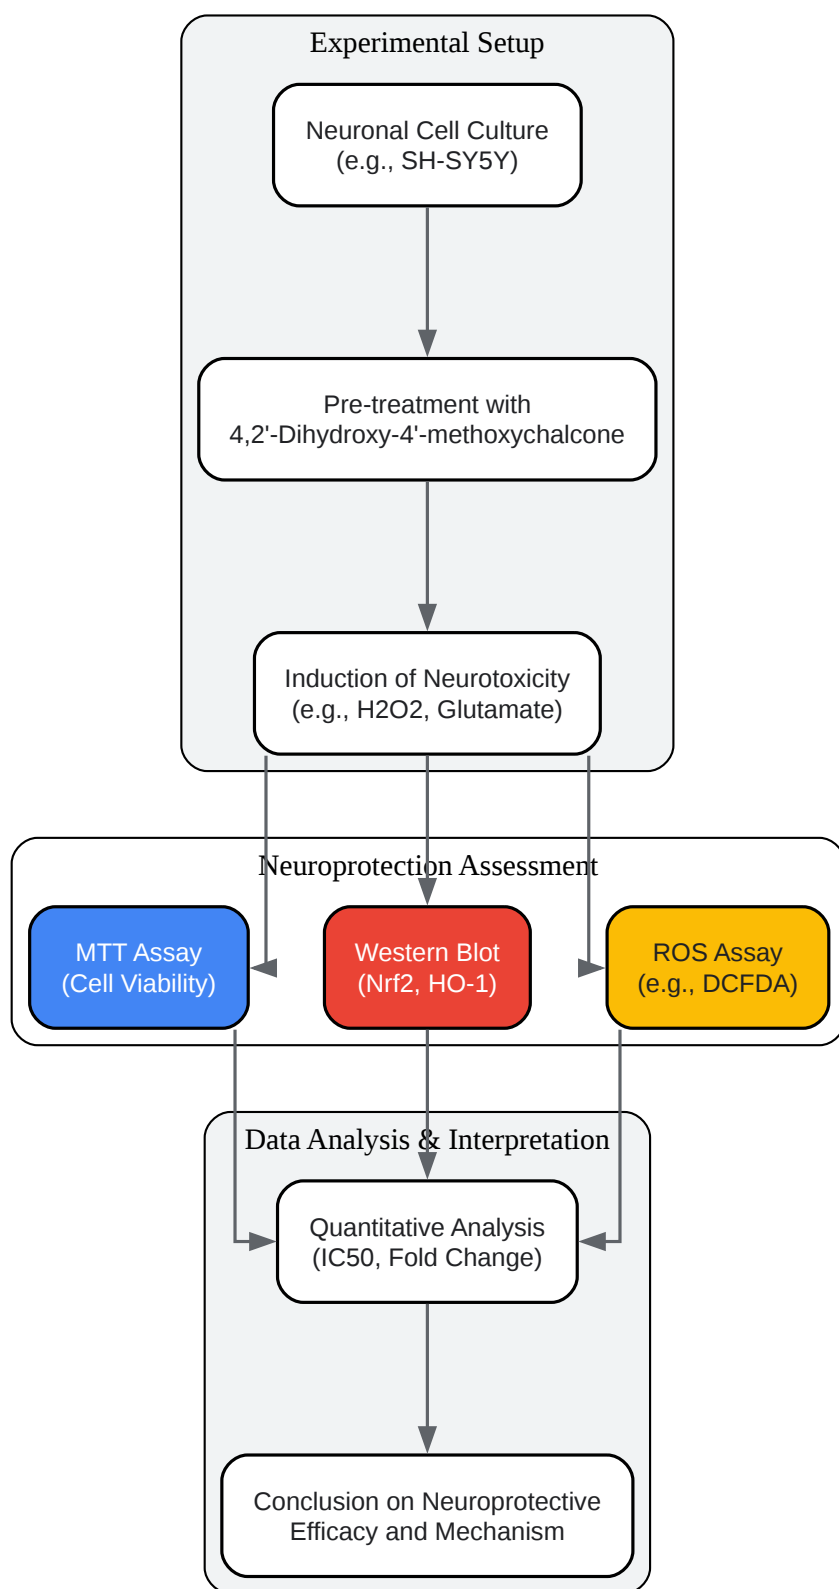 Experimental Setup
Neuronal Cell Culture
(e.g., SH-SY5Y)
Pre-treatment with
4,2'-Dihydroxy-4'-methoxychalcone
Induction of Neurotoxicity
(e.g., H2O2, Glutamate)
Neuroprotection Assessment
MTT Assay
(Cell Viability)
Western Blot
(Nrf2, HO-1)
ROS Assay
(e.g., DCFDA)
Data Analysis & Interpretation
Quantitative Analysis
(IC50, Fold Change)
Conclusion on Neuroprotective
Efficacy and Mechanism